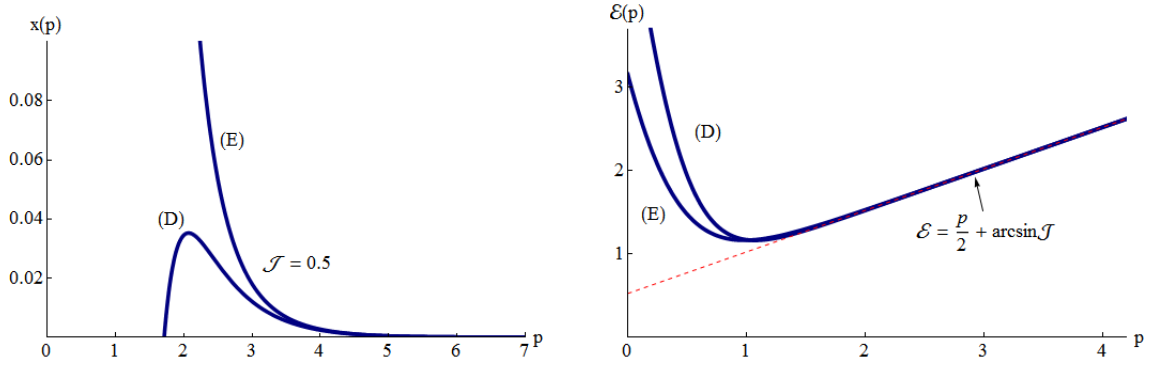 x(p)
0.08
0.06
0.04
0.02
(E)
(D)
𝒥 = 0.5
0 1 2 3 4 5 6 7 p
ℰ(p)
3
2
1
(D)
(E)
ℰ = p/2 + arcsin𝒥
0 1 2 3 4 p